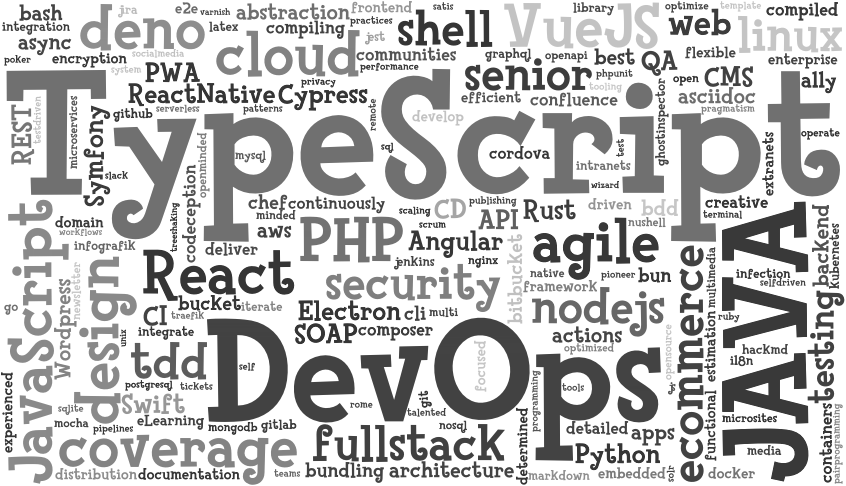 bash
integration
jra
deno
e2e
varnish
abstraction
frontend
practices
satis
library
optimize
template
compiled
async
latex
compiling
jest
shell
VueJS
web
linux
poker
encryption
socialmedia
cloud
communities
graphql
openapi
best
QA
flexible
enterprise
system
PWA
privacy
performance
senior
phpunit
tooling
open
CMS
ally
ReactNative
Cypress
efficient
confluence
ghostinspector
asciidoc
REST
testdriven
microservices
github
serverless
patterns
remote
develop
pragmatism
operate
TypeScript
Symfony
slack
openminded
mysql
sql
cordova
test
intranets
wizard
extranets
codeception
treeshaking
chef
continuously
minded
publishing
scaling
CD
scrum
API
Rust
driven
bdd
nushell
creative
terminal
JavaScript
domain
workflows
infografik
aws
deliver
PHP
Angular
jenkins
nginx
agile
JAVA
backend
kubernetes
React
security
bitbucket
native
pioneer
bun
framework
infection
selfdriven
multimedia
go
Wordpress
newsletter
design
bucket
iterate
CI
traefik
integrate
Electron
cli
multi
SOAP
composer
nodejs
actions
optimized
opensource
ecommerce
estimation
functional
ruby
hackmd
i18n
testing
unix
tdd
self
DevOps
focused
tools
programming
postgresql
tickets
experienced
sqlite
Swift
rome
git
talented
mocha
pipelines
eLearning
mongodb
gitlab
nosql
determined
detailed
apps
microsites
containers
pairprogramming
coverage
fullstack
Python
media
distribution
documentation
teams
bundling
architecture
markdown
embedded
solr
docker